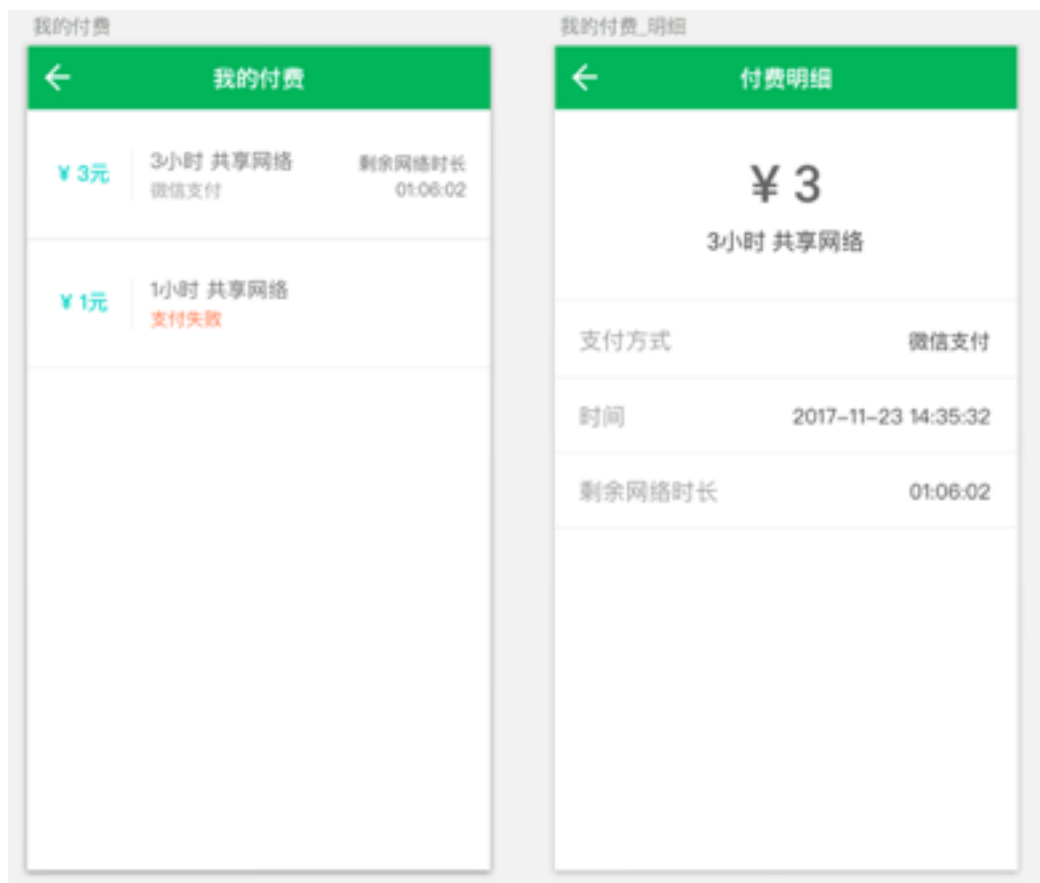 我的付费
我的付费
¥ 3元
3小时 共享网络
微信支付
剩余网络时长
01:06:02
¥ 1元
1小时 共享网络
支付失败
我的付费_明细
付费明细
¥ 3
3小时 共享网络
支付方式 微信支付
时间 2017-11-23 14:35:32
剩余网络时长 01:06:02